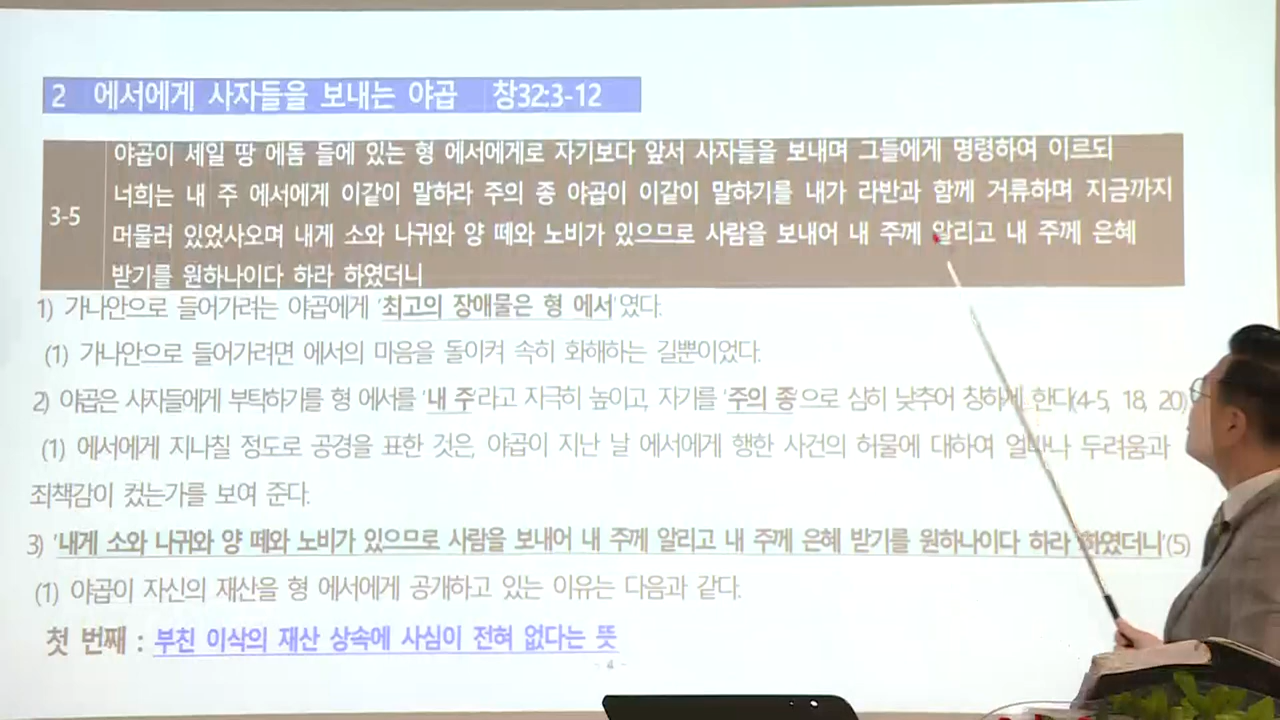 2 에서에게 사자들을 보내는 야곱 창32:3-12
야곱이 세일 땅 에돔 들에 있는 형 에서에게로 자기보다 앞서 사자들을 보내며 그들에게 명령하여 이르되
너희는 내 주 에서에게 이같이 말하라 주의 종 야곱이 이같이 말하기를 내가 라반과 함께 거류하며 지금까지
3-5
머물러 있었사오며 내게 소와 나귀와 양 떼와 노비가 있으므로 사람을 보내어 내 주께 알리고 내 주께 은혜
받기를 원하나이다 하라 하였더니
1) 가나안으로 들어가려는 야곱에게 '최고의 장애물은 형 에서'였다.
(1) 가나안으로 들어가려면 에서의 마음을 돌이켜 속히 화해하는 길뿐이었다.
2) 야곱은 사자들에게 부탁하기를 형 에서를 '내 주'라고 지극히 높이고, 자기를 '주의 종'으로 심히 낮추어 칭하게 한다(4-5, 18, 20)
(1) 에서에게 지나칠 정도로 공경을 표한 것은, 야곱이 지난 날 에서에게 행한 사건의 허물에 대하여 얼마나 두려움과
죄책감이 컸는가를 보여 준다.
3) '내게 소와 나귀와 양 떼와 노비가 있으므로 사람을 보내어 내 주께 알리고 내 주께 은혜 받기를 원하나이다 하라 하였더니'(5)
(1) 야곱이 자신의 재산을 형 에서에게 공개하고 있는 이유는 다음과 같다.
첫 번째 : 부친 이삭의 재산 상속에 사심이 전혀 없다는 뜻
- 4 -